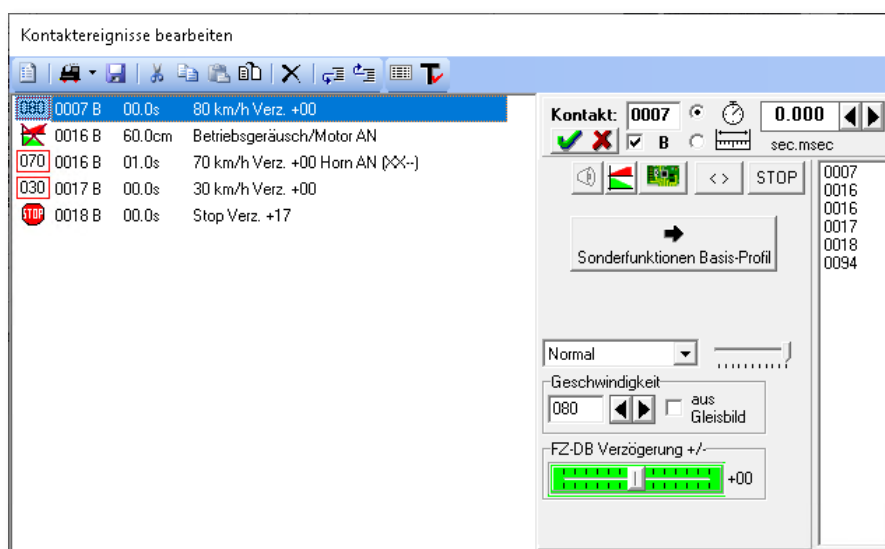 Kontaktereignisse bearbeiten
080 0007 B 00.0s 80 km/h Verz. +00
0016 B 60.0cm Betriebsgeräusch/Motor AN
070 0016 B 01.0s 70 km/h Verz. +00 Horn AN (XX--)
030 0017 B 00.0s 30 km/h Verz. +00
STOP 0018 B 00.0s Stop Verz. +17
Kontakt: 0007 0.000
B sec.msec
<> STOP
Sonderfunktionen Basis-Profil
0007
0016
0016
0017
0018
0094
Normal
Geschwindigkeit
080 aus
Gleisbild
FZ-DB Verzögerung +/-
+00